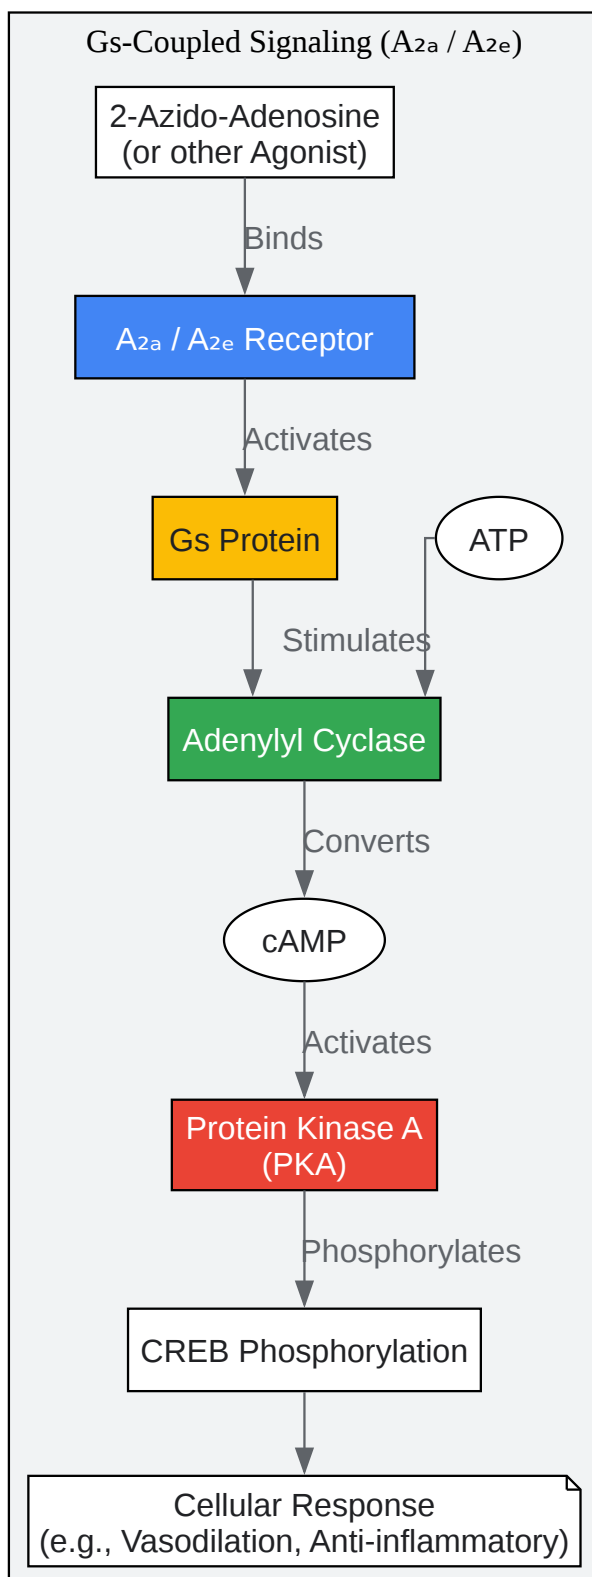 Gs-Coupled Signaling (A₂ₐ / A₂ₑ)
2-Azido-Adenosine
(or other Agonist)
Binds
A₂ₐ / A₂ₑ Receptor
Activates
Gs Protein
ATP
Stimulates
Adenylyl Cyclase
Converts
cAMP
Activates
Protein Kinase A
(PKA)
Phosphorylates
CREB Phosphorylation
Cellular Response
(e.g., Vasodilation, Anti-inflammatory)